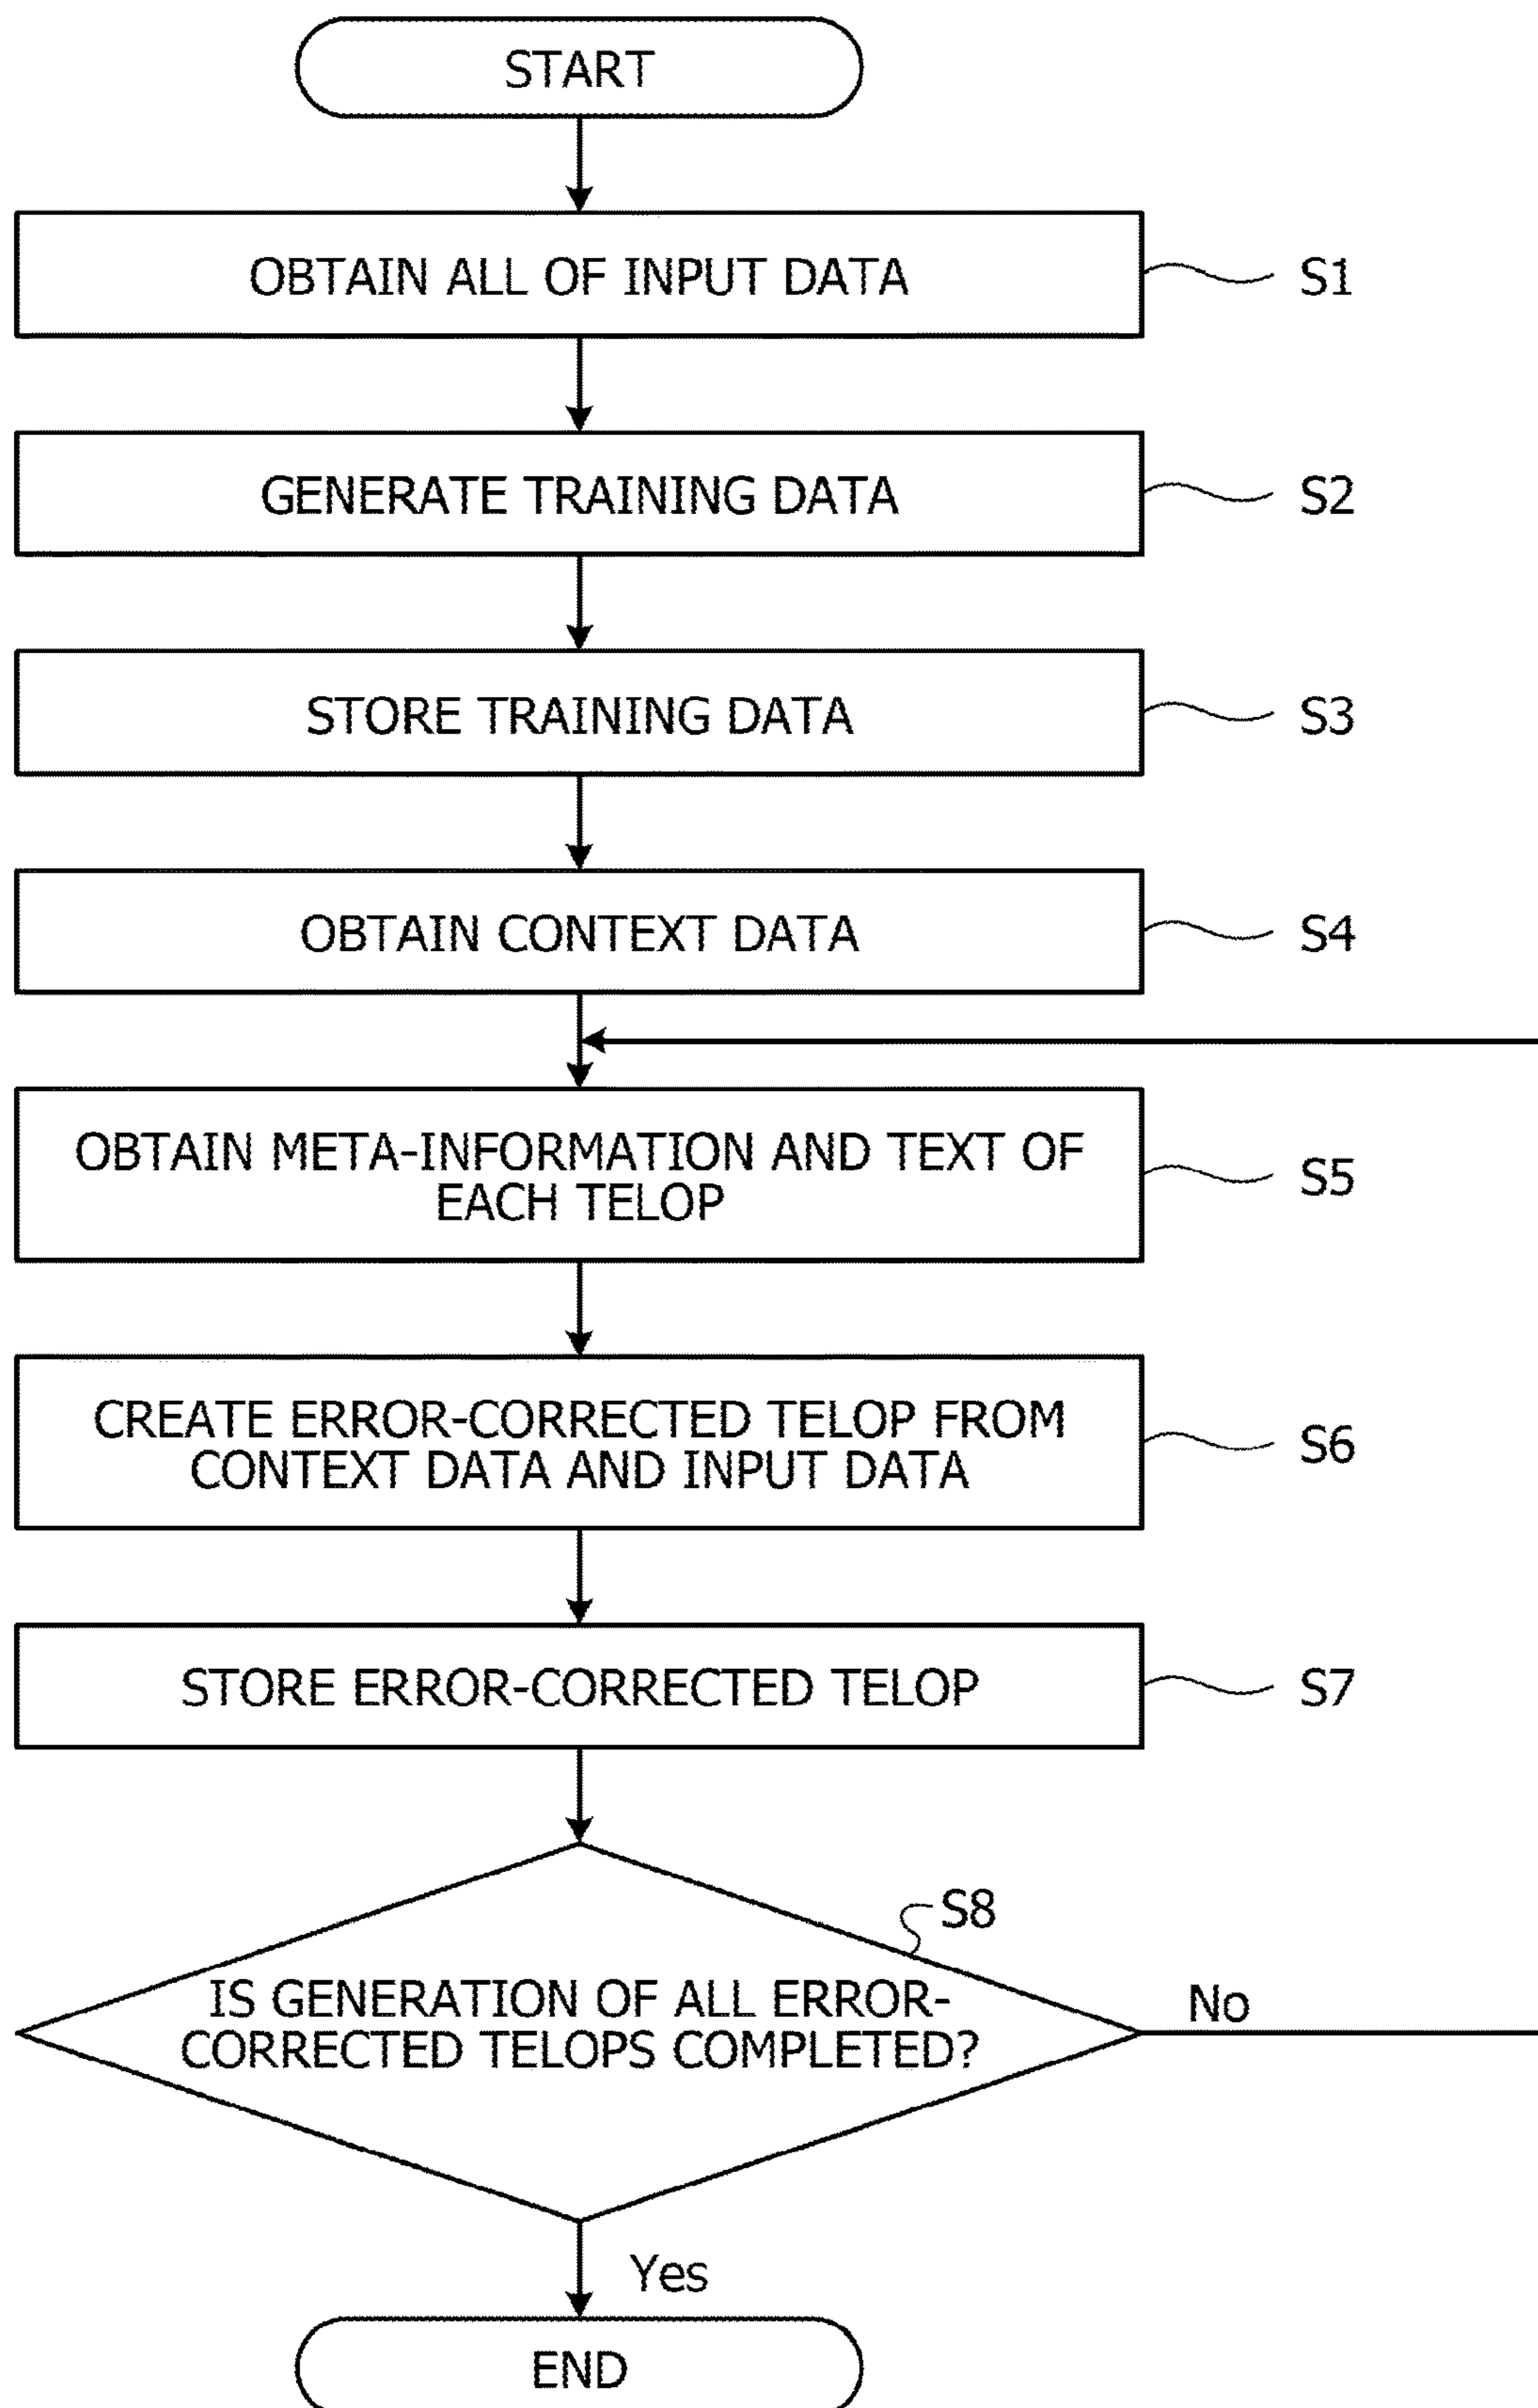 START
OBTAIN ALL OF INPUT DATA
S1
GENERATE TRAINING DATA
S2
STORE TRAINING DATA
S3
OBTAIN CONTEXT DATA
S4
OBTAIN META-INFORMATION AND TEXT OF
EACH TELOP
S5
CREATE ERROR-CORRECTED TELOP FROM
CONTEXT DATA AND INPUT DATA
S6
STORE ERROR-CORRECTED TELOP
S7
S8
IS GENERATION OF ALL ERROR-
CORRECTED TELOPS COMPLETED?
No
Yes
END